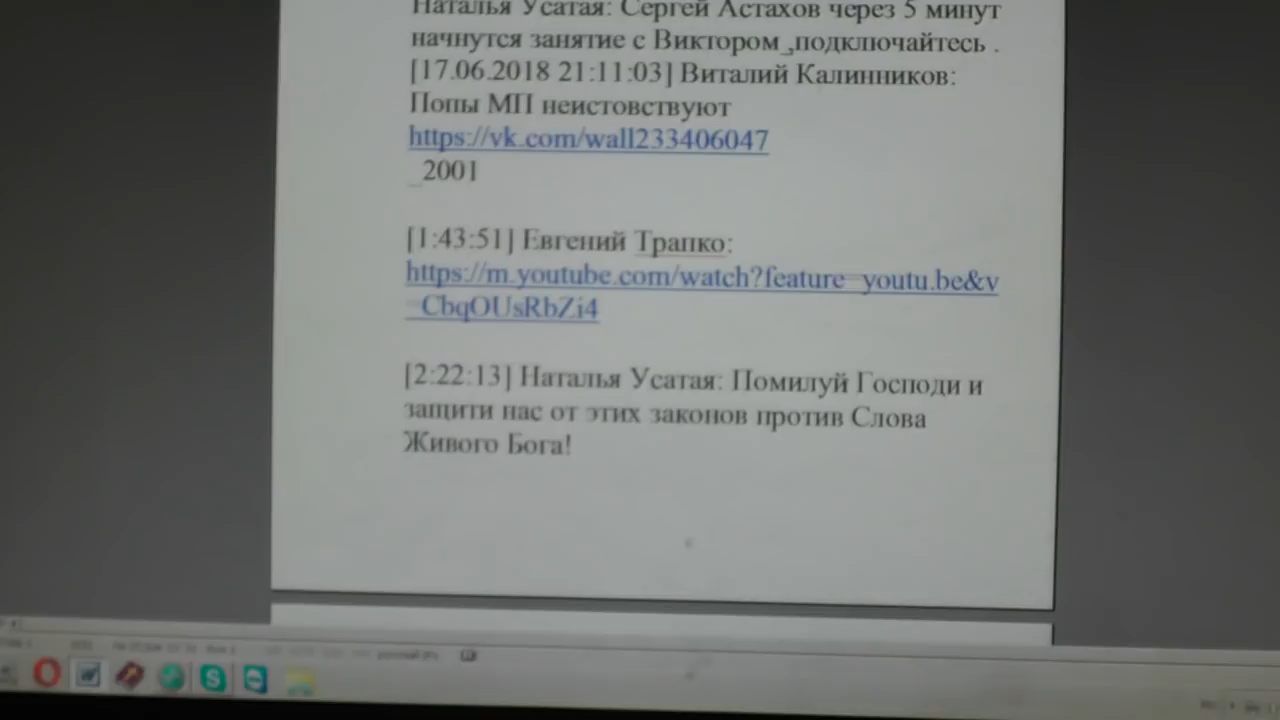 Наталья Усатая: Сергей Астахов через 5 минут
начнутся занятие с Виктором ,подключайтесь .
[17.06.2018 21:11:03] Виталий Калинников:
Попы МП неистовствуют
https://vk.com/wall233406047
_2001
[1:43:51] Евгений Трапко:
https://m.youtube.com/watch?feature=youtu.be&v
=CbqOUsRbZi4
[2:22:13] Наталья Усатая: Помилуй Господи и
защити нас от этих законов против Слова
Живого Бога!